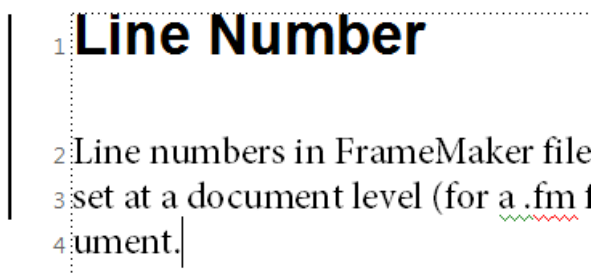 1 Line Number
2 Line numbers in FrameMaker file
3 set at a document level (for a .fm f
4 ument.